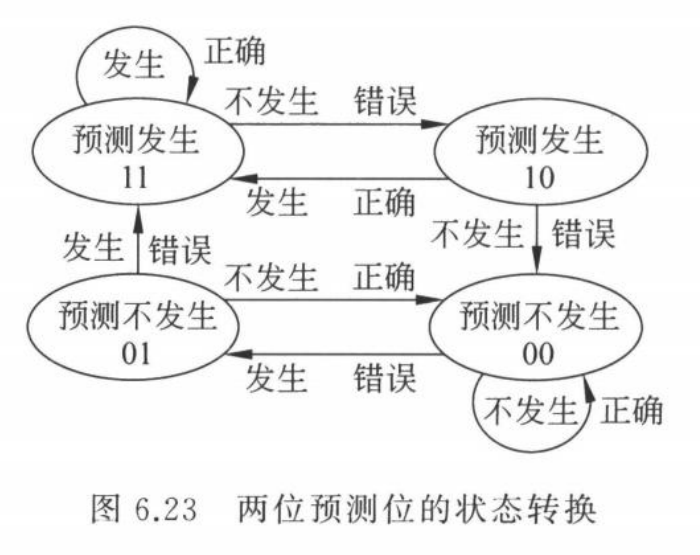 发生 正确
不发生 错误
预测发生
11
预测发生
10
发生 正确
发生 错误
不发生 错误
不发生 正确
预测不发生
01
预测不发生
00
发生 错误
不发生 正确
图 6.23 两位预测位的状态转换